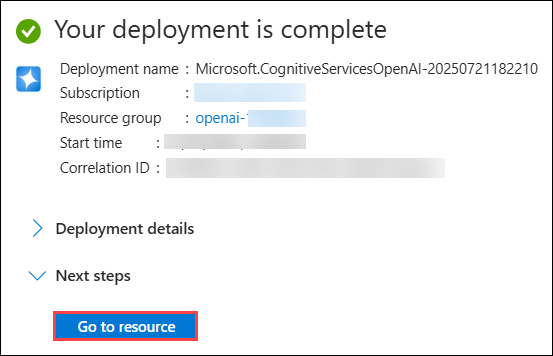 Your deployment is complete
Deployment name : Microsoft.CognitiveServicesOpenAI-20250721182210
Subscription :
Resource group : openai-
Start time :
Correlation ID :
Deployment details
Next steps
Go to resource